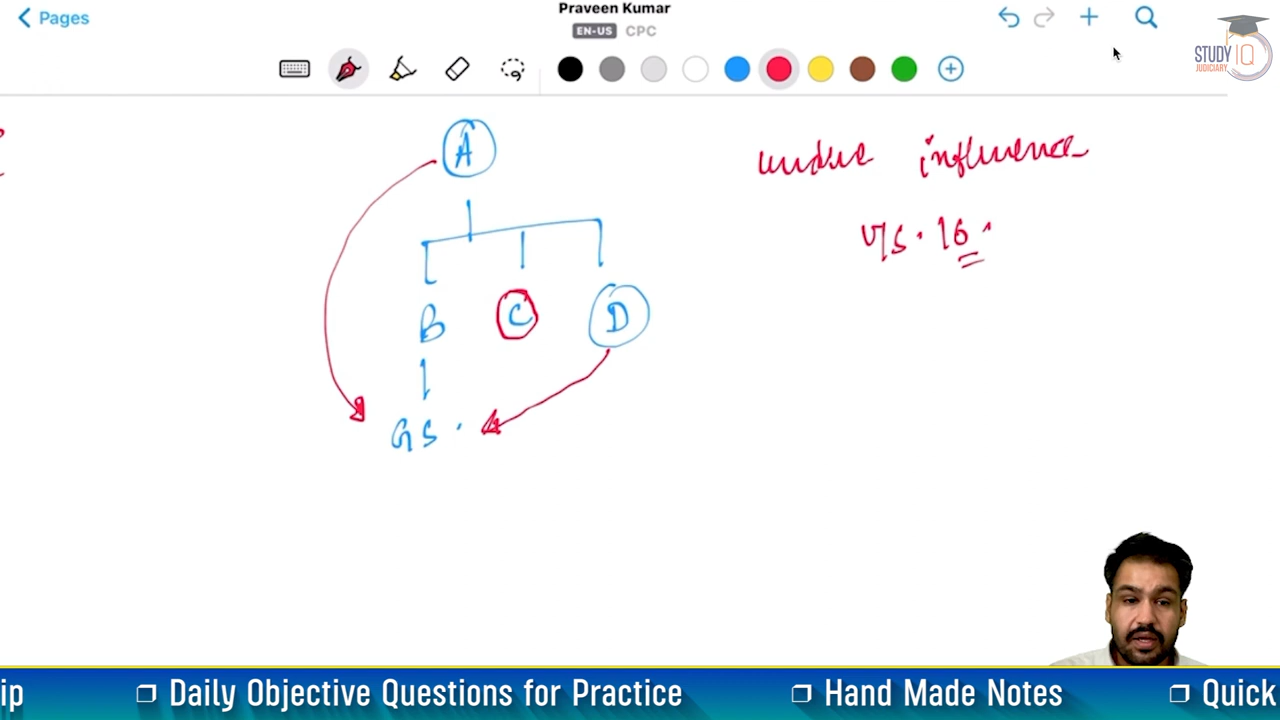 Pages
Praveen Kumar
EN-US CPC
STUDY IQ
JUDICIARY
A
undue influence
U/S. 16.
B C D
GS.
ip
Daily Objective Questions for Practice
Hand Made Notes
Quick